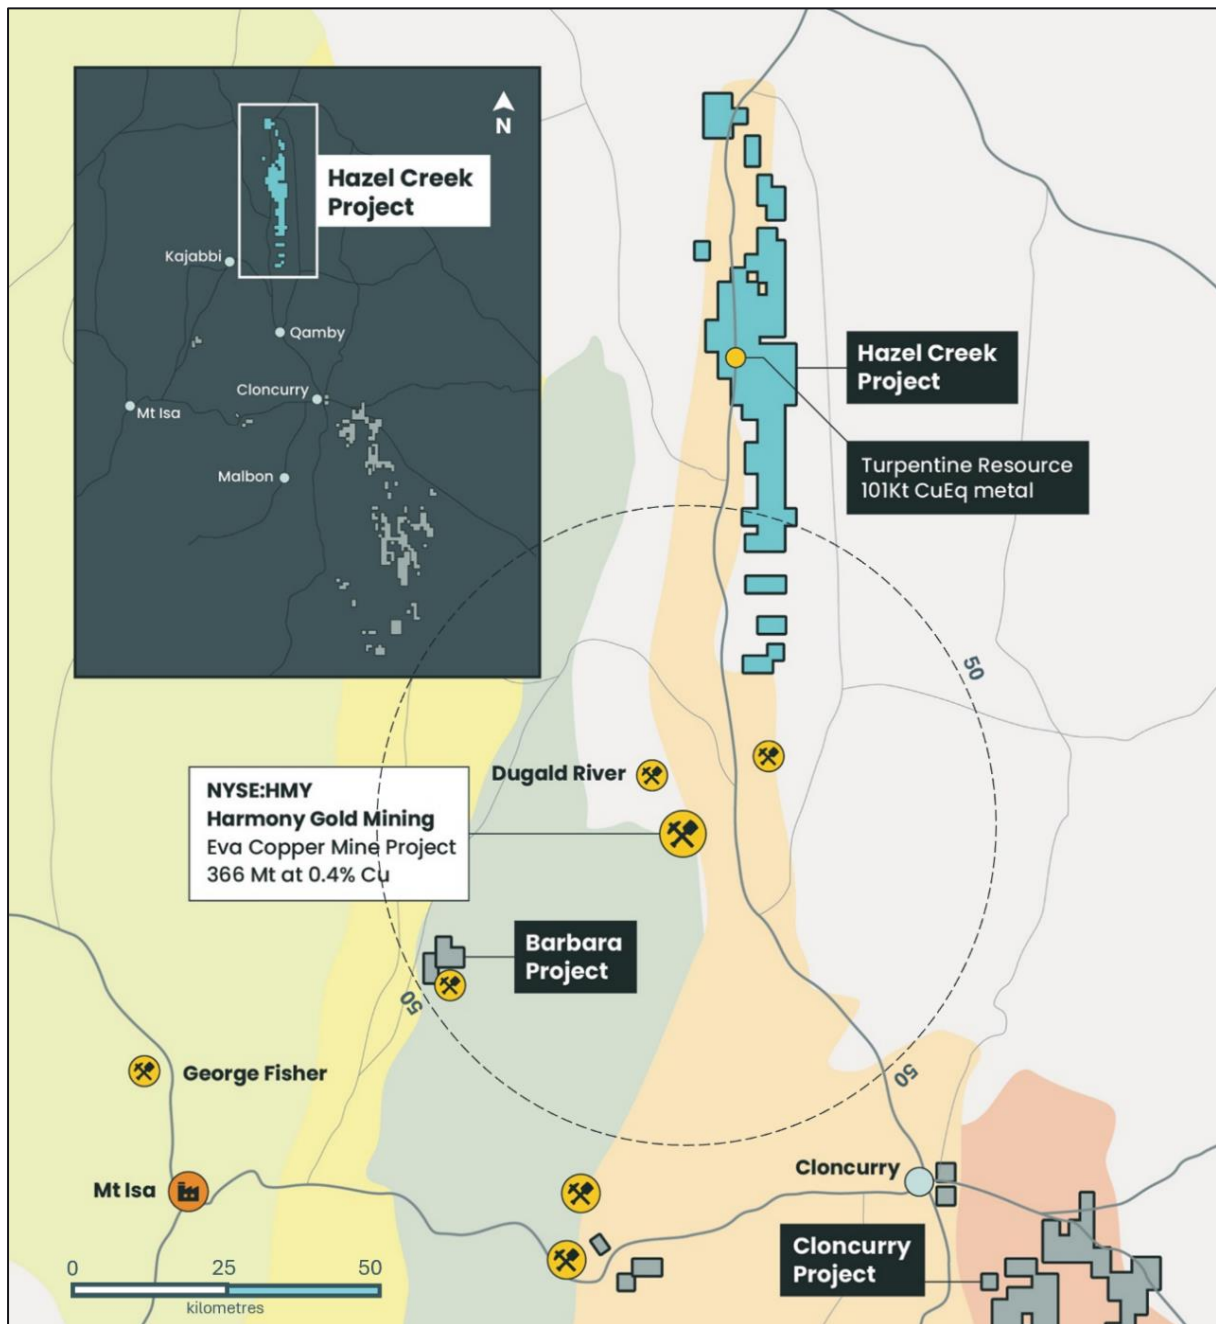 N
Hazel Creek
Project
Kajabbi
Qamby
Cloncurry
Mt Isa
Malbon
Hazel Creek
Project
Turpentine Resource
101Kt CuEq metal
50
Dugald River
NYSE:HMY
Harmony Gold Mining
Eva Copper Mine Project
366 Mt at 0.4% Cu
Barbara
Project
50
George Fisher
50
Mt Isa
Cloncurry
Cloncurry
Project
0 25 50
kilometres